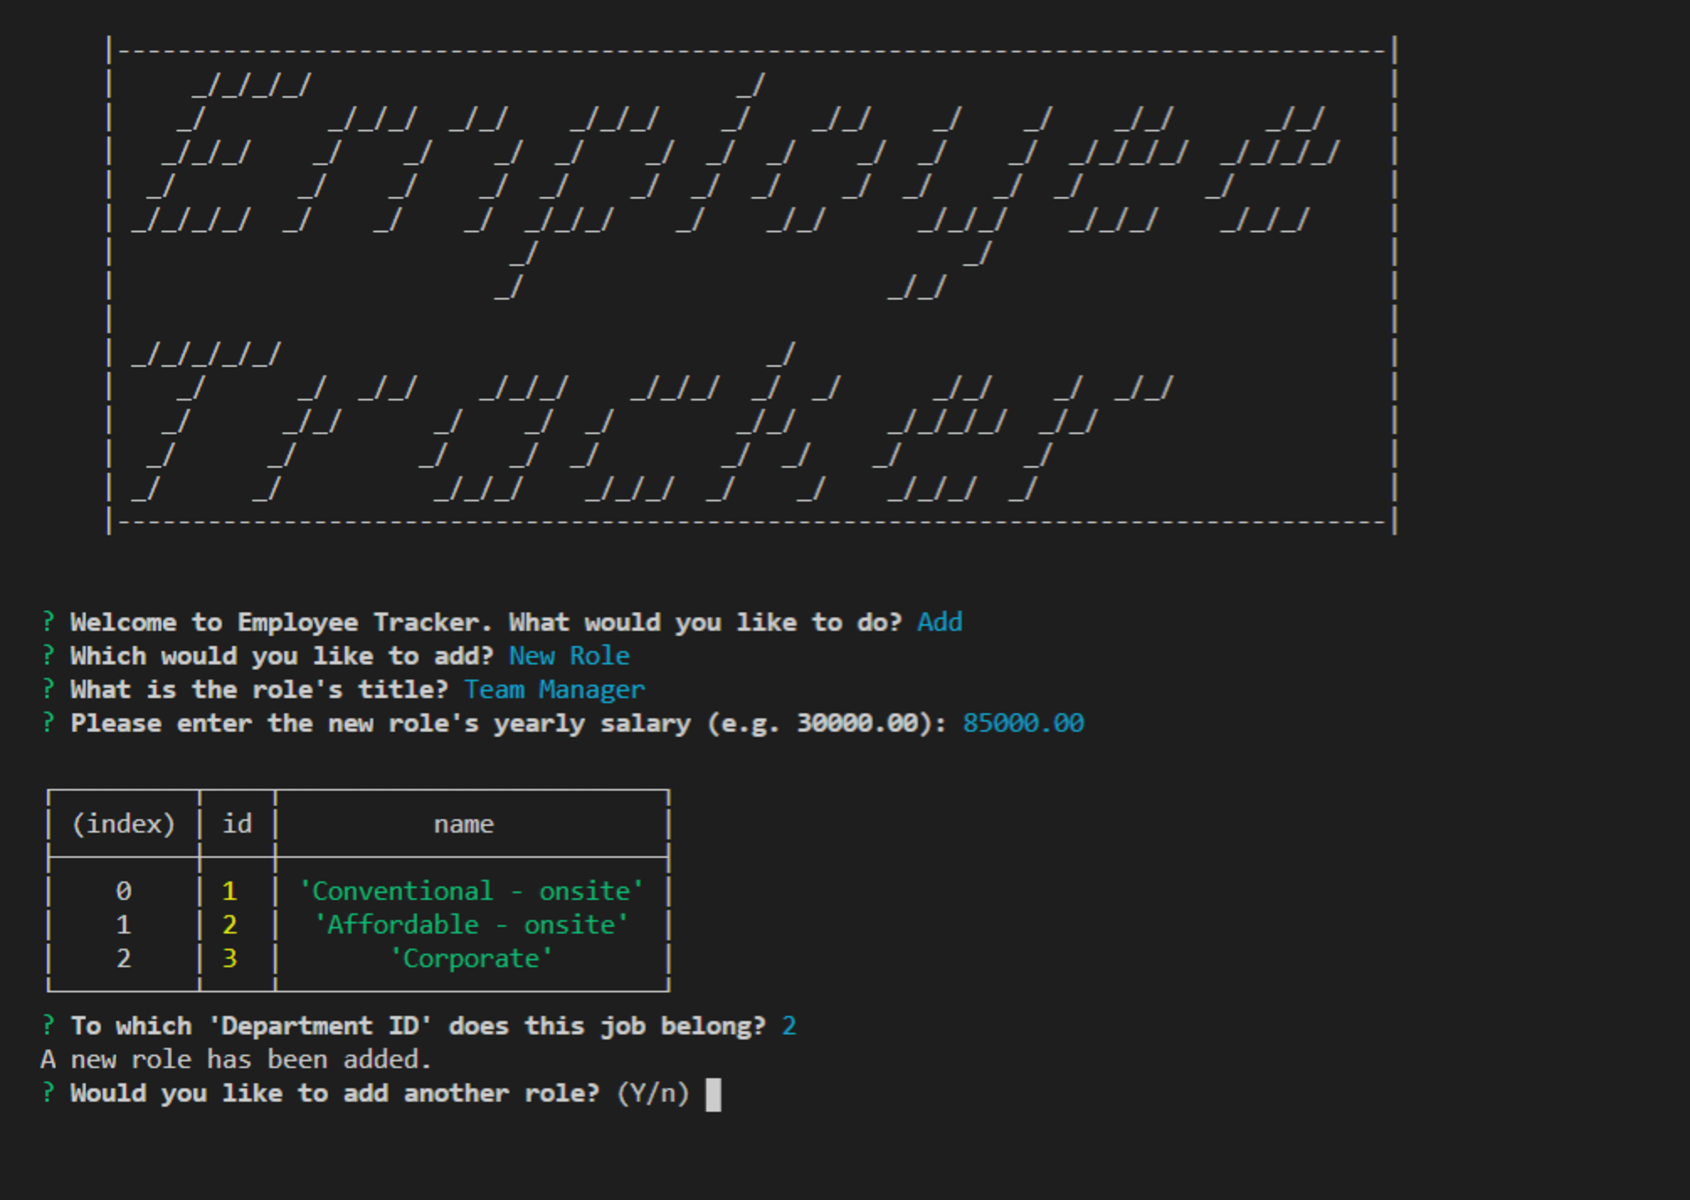 Employee
Tracker
? Welcome to Employee Tracker. What would you like to do? Add
? Which would you like to add? New Role
? What is the role's title? Team Manager
? Please enter the new role's yearly salary (e.g. 30000.00): 85000.00
(index) id name
0 1 'Conventional - onsite'
1 2 'Affordable - onsite'
2 3 'Corporate'
? To which 'Department ID' does this job belong? 2
A new role has been added.
? Would you like to add another role? (Y/n)